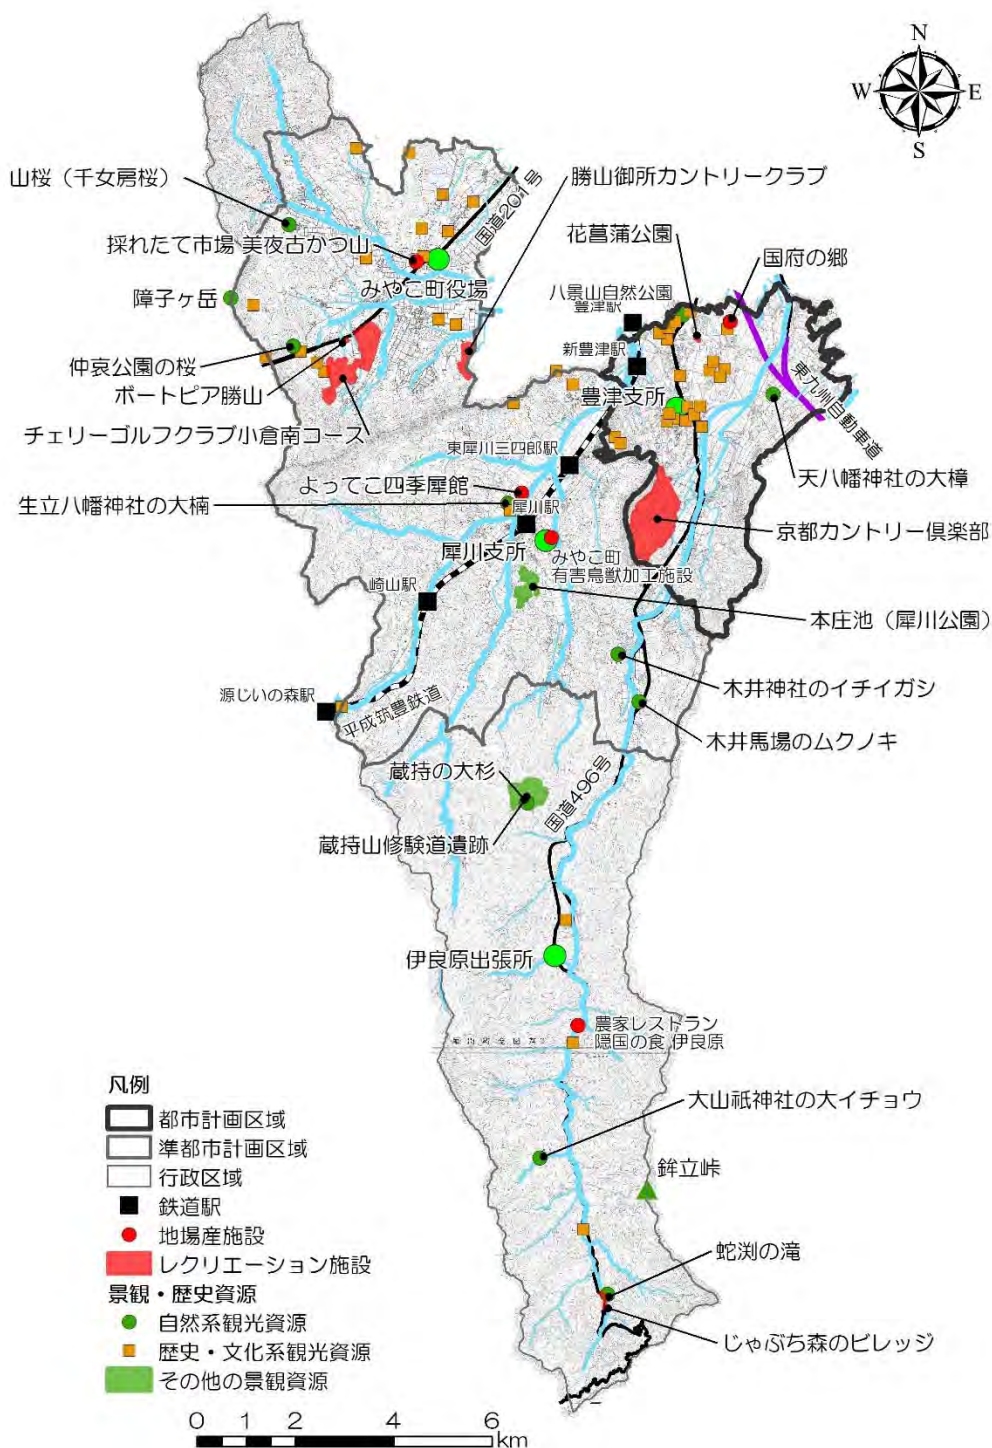 N
W
E
S
山桜（千女房桜）
勝山御所カントリークラブ
国道201号
採れたて市場 美夜古かつ山
花菖蒲公園
国府の郷
みやこ町役場
八景山自然公園
豊津駅
障子ヶ岳
新豊津駅
仲哀公園の桜
ボートピア勝山
豊津支所
東九州自動車道
チェリーゴルフクラブ小倉南コース
東犀川三四郎駅
よってこ四季犀館
天八幡神社の大樟
生立八幡神社の大楠
犀川駅
京都カントリー倶楽部
犀川支所
みやこ町
有害鳥獣加工施設
崎山駅
本庄池（犀川公園）
木井神社のイチイガシ
源じいの森駅
平成筑豊鉄道
木井馬場のムクノキ
蔵持の大杉
国道496号
蔵持山修験道遺跡
伊良原出張所
農家レストラン
隠国の食 伊良原
大山祇神社の大イチョウ
鉾立峠
蛇渕の滝
じゃぶち森のビレッジ
凡例
都市計画区域
準都市計画区域
行政区域
鉄道駅
地場産施設
レクリエーション施設
景観・歴史資源
自然系観光資源
歴史・文化系観光資源
その他の景観資源
0 2 4 6
km